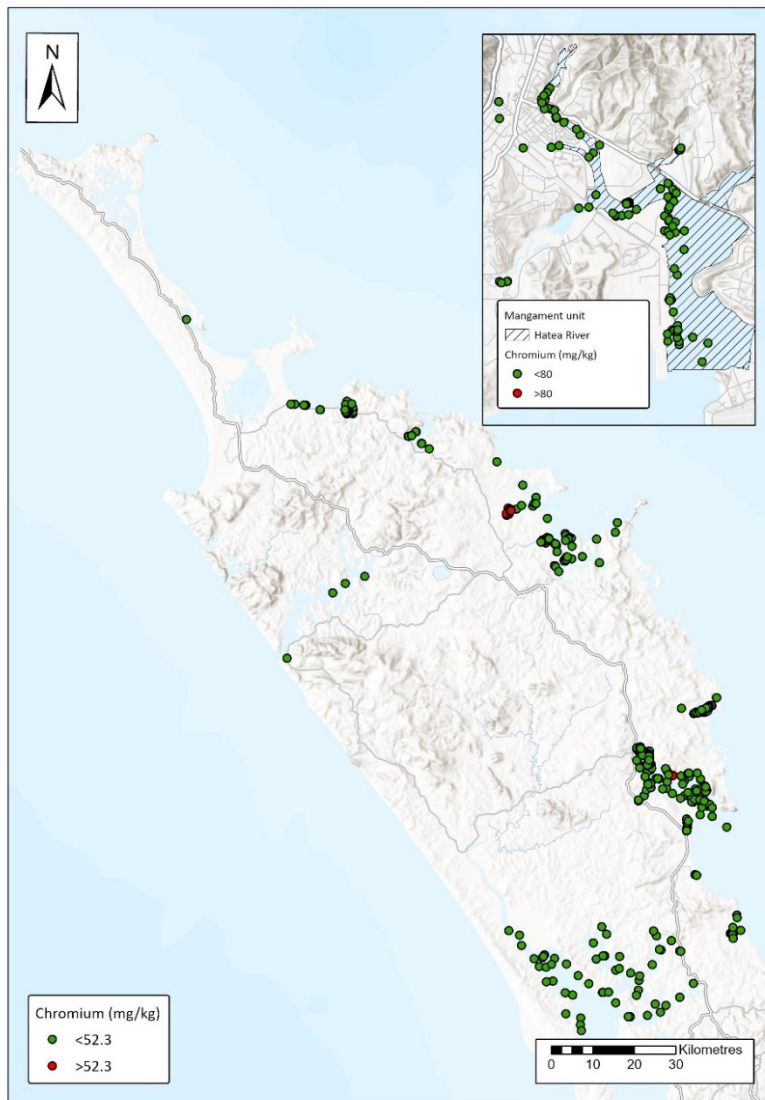 N
Mangament unit
Hatea River
Chromium (mg/kg)
<80
>80
Chromium (mg/kg)
<52.3
>52.3
Kilometres
0 5 10 20 30